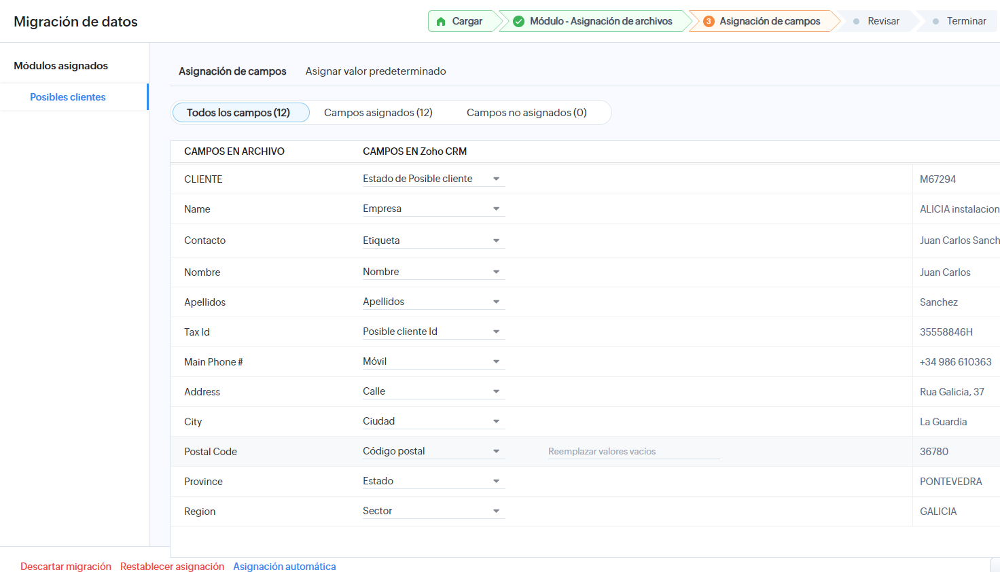 Migración de datos
Cargar
Módulo - Asignación de archivos
3 Asignación de campos
Revisar
Terminar
Módulos asignados
Posibles clientes
Asignación de campos
Asignar valor predeterminado
Todos los campos (12)
Campos asignados (12)
Campos no asignados (0)
CAMPOS EN ARCHIVO
CAMPOS EN Zoho CRM
CLIENTE
Estado de Posible cliente
M67294
Name
Empresa
ALICIA instalacion
Contacto
Etiqueta
Juan Carlos Sanch
Nombre
Nombre
Juan Carlos
Apellidos
Apellidos
Sanchez
Tax Id
Posible cliente Id
35558846H
Main Phone #
Móvil
+34 986 610363
Address
Calle
Rua Galicia, 37
City
Ciudad
La Guardia
Postal Code
Código postal
Reemplazar valores vacíos
36780
Province
Estado
PONTEVEDRA
Region
Sector
GALICIA
Descartar migración
Restablecer asignación
Asignación automática